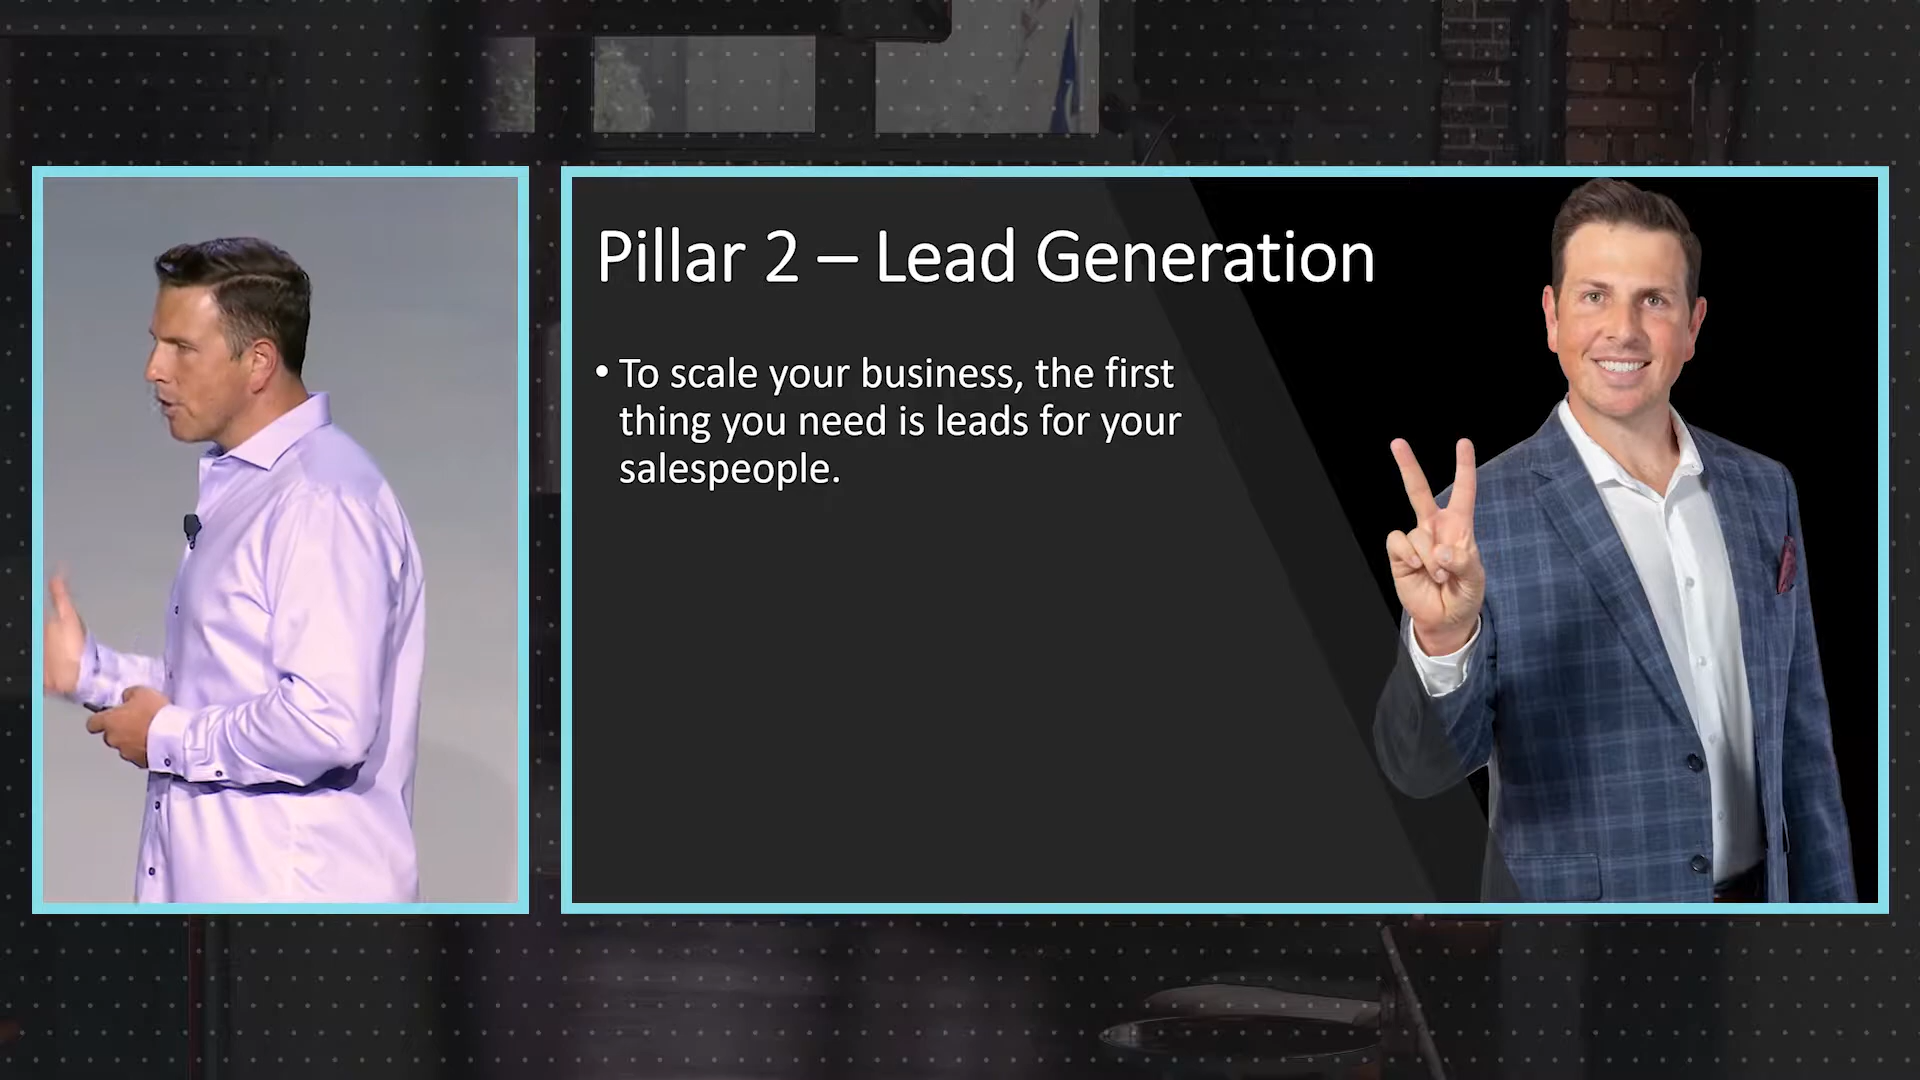 Pillar 2 – Lead Generation
• To scale your business, the first
thing you need is leads for your
salespeople.